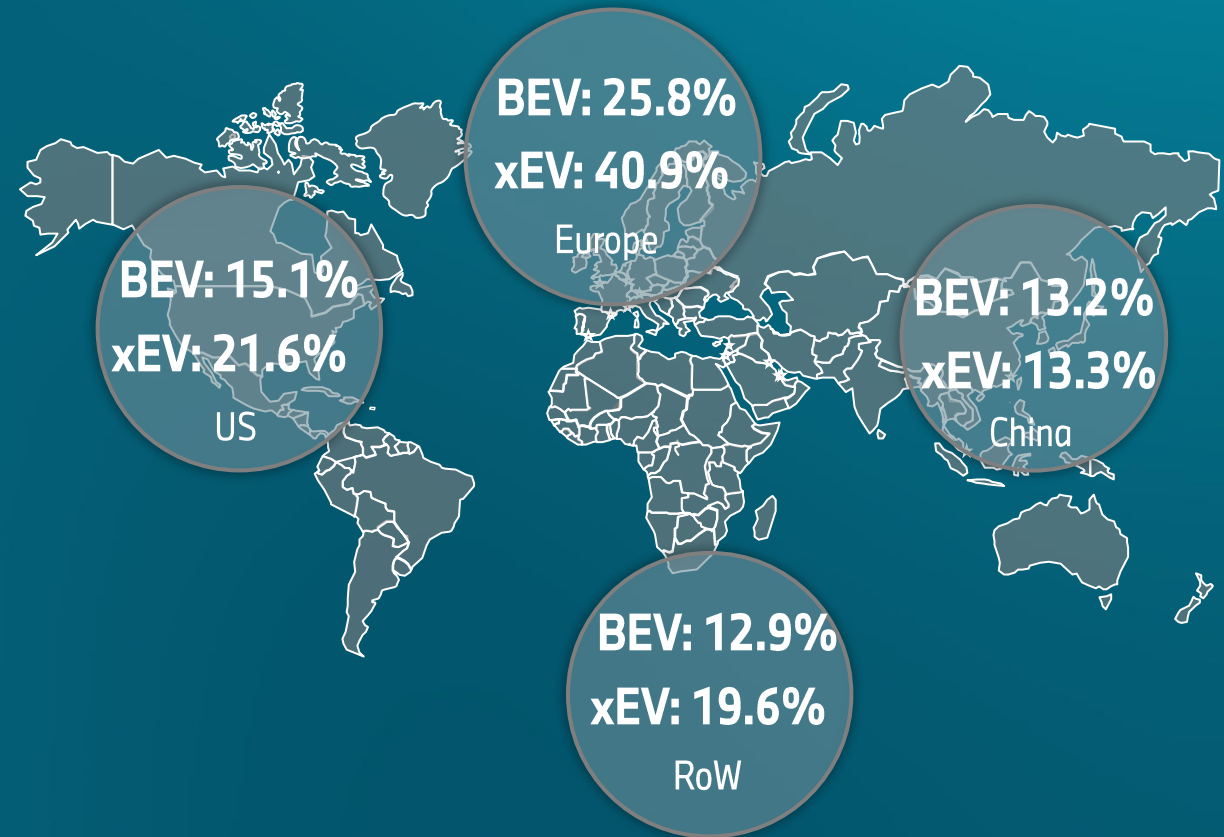 BEV: 25.8%
xEV: 40.9%
Europe
BEV: 15.1%
xEV: 21.6%
US
BEV: 13.2%
xEV: 13.3%
China
BEV: 12.9%
xEV: 19.6%
RoW